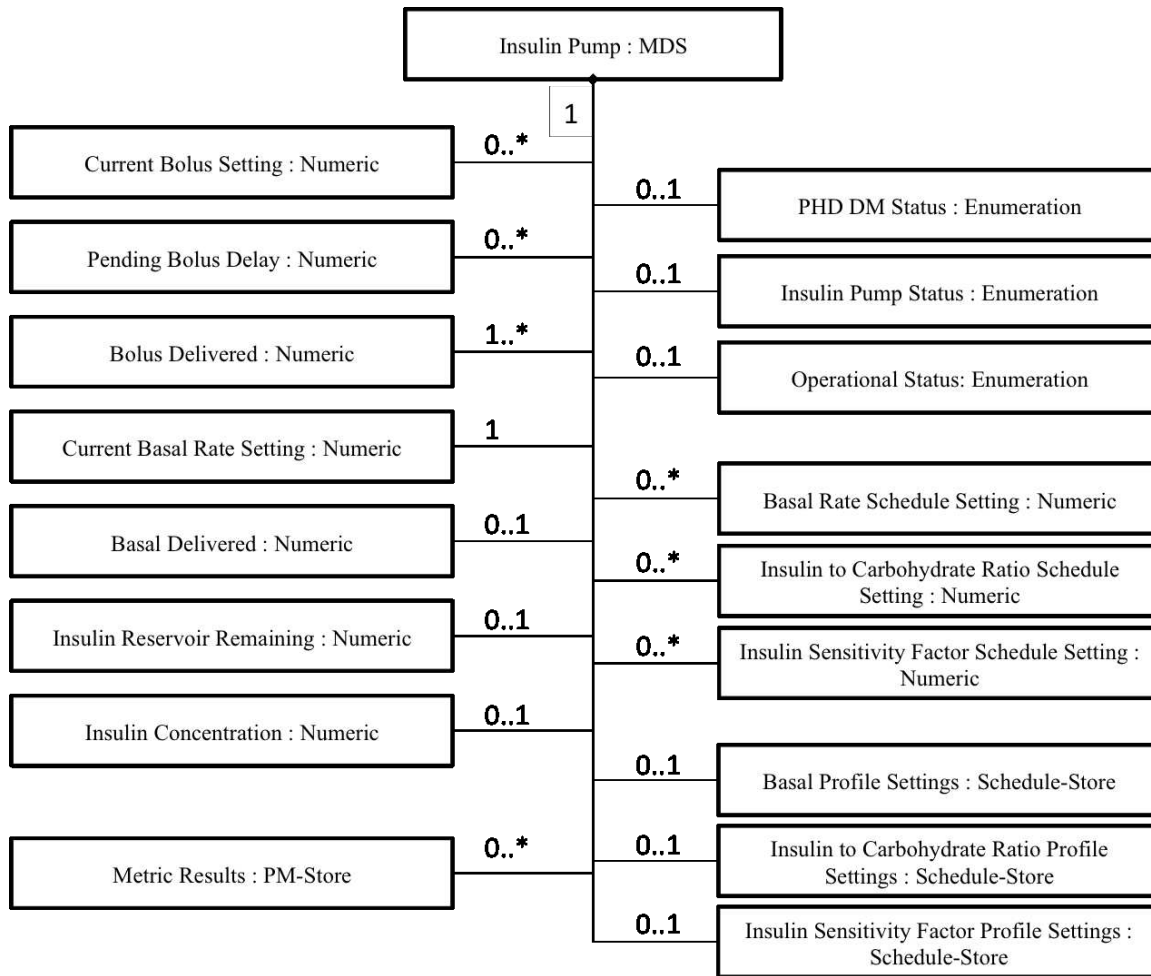 Insulin Pump : MDS
1
Current Bolus Setting : Numeric
0..*
Pending Bolus Delay : Numeric
0..*
Bolus Delivered : Numeric
1..*
Current Basal Rate Setting : Numeric
1
Basal Delivered : Numeric
0..1
Insulin Reservoir Remaining : Numeric
0..1
Insulin Concentration : Numeric
0..1
Metric Results : PM-Store
0..*
0..1
PHD DM Status : Enumeration
0..1
Insulin Pump Status : Enumeration
0..1
Operational Status: Enumeration
0..*
Basal Rate Schedule Setting : Numeric
0..*
Insulin to Carbohydrate Ratio Schedule
Setting : Numeric
0..*
Insulin Sensitivity Factor Schedule Setting :
Numeric
0..1
Basal Profile Settings : Schedule-Store
0..1
Insulin to Carbohydrate Ratio Profile
Settings : Schedule-Store
0..1
Insulin Sensitivity Factor Profile Settings :
Schedule-Store